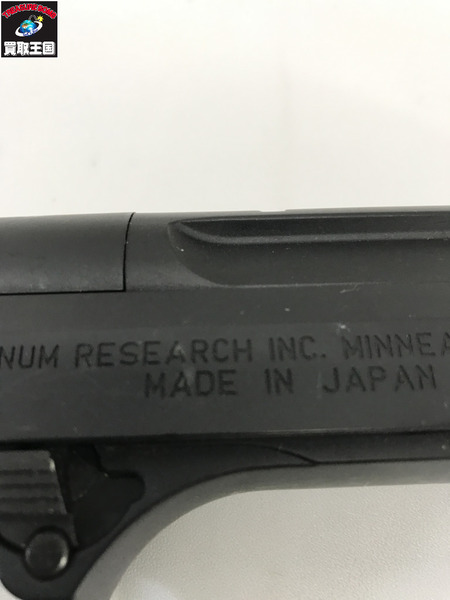 買取王国
NUM RESEARCH INC. MINNEA
MADE IN JAPAN